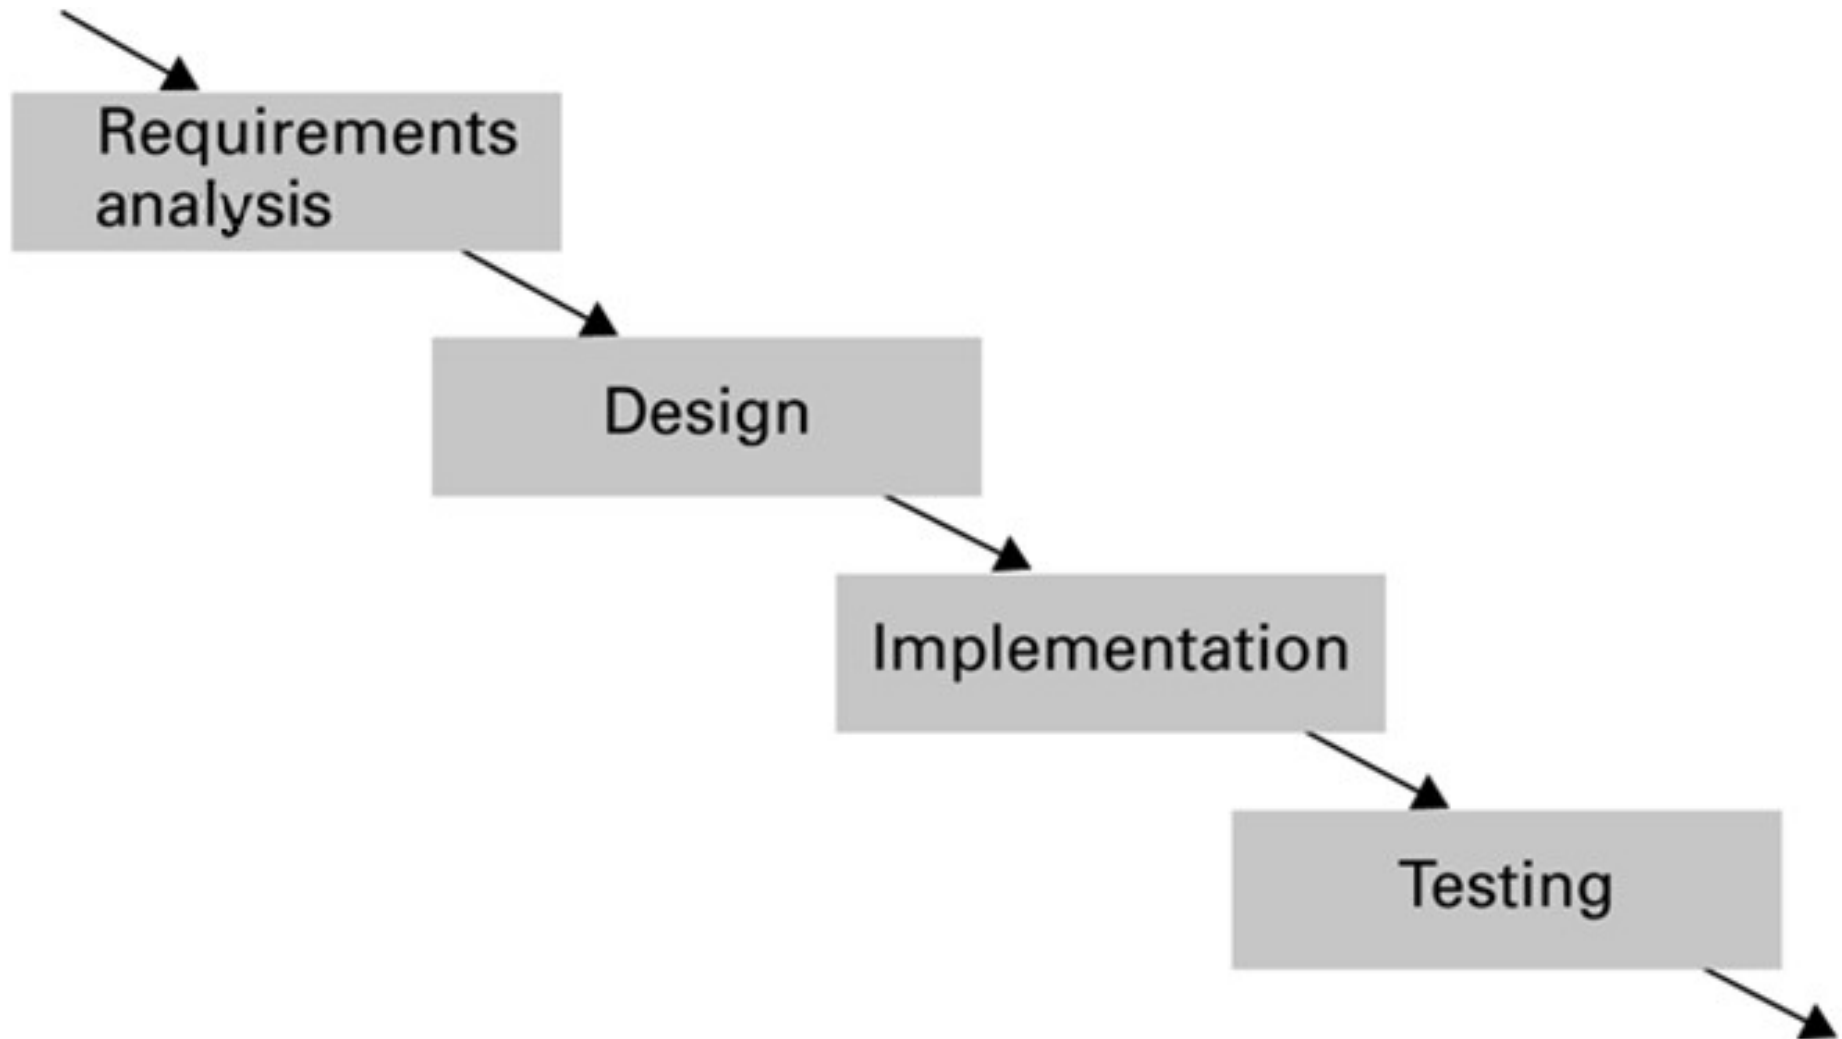 Requirements
analysis
Design
Implementation
Testing